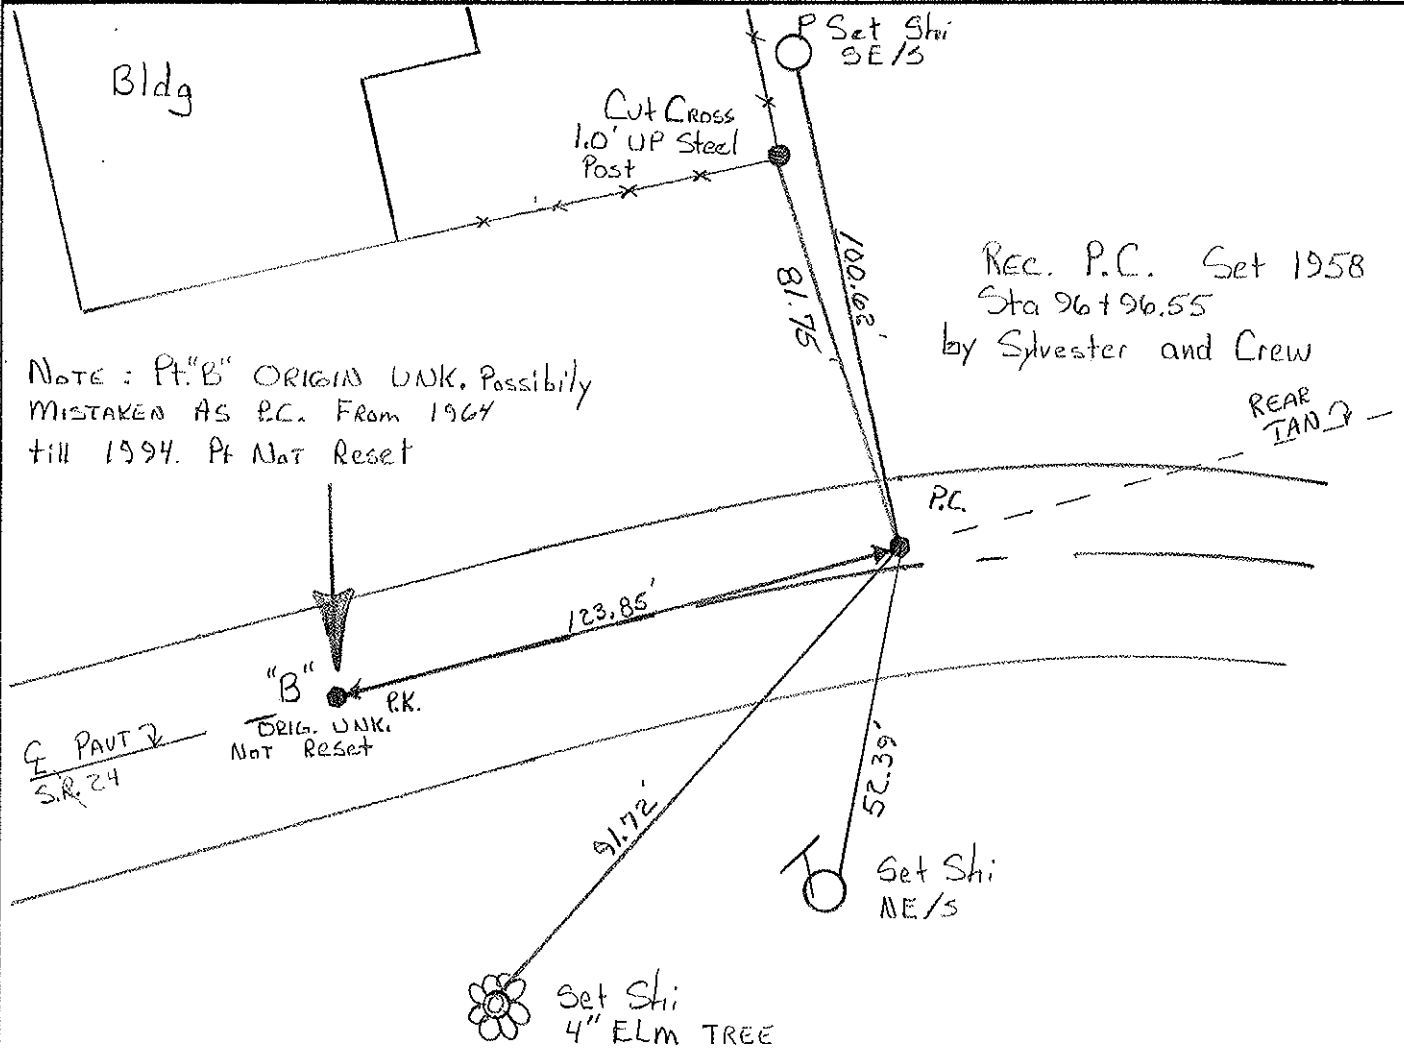 Bldg
P Set Shi
SE/S
Cut Cross
1.0' UP Steel
Post
100.62'
81.75'
REC. P.C. Set 1958
Sta 96+96.55
by Sylvester and Crew
NOTE : Pt."B" ORIGIN UNK. Possibily
MISTAKEN AS P.C. From 1964
till 1994. Pt Not Reset
REAR
TAN
P.C.
123.85'
"B"
P.K.
ORIG. UNK.
Not Reset
℄ PAVT
S.R. 24
91.72'
52.39'
Set Shi
NE/S
Set Shi
4" ELM TREE